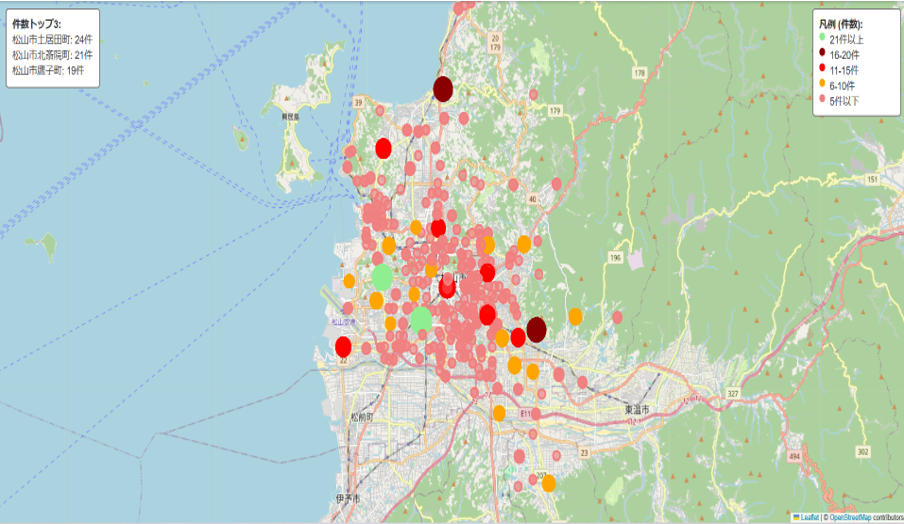 件数トップ3:
松山市土居田町: 24件
松山市北斎院町: 21件
松山市鷹子町: 19件
凡例 (件数):
21件以上
16-20件
11-15件
6-10件
5件以下
20
179
178
39
179
興居島
151
40
196
松山空港
22
327
松前町
東温市
E11
23
494
302
207
伊予市
Leaflet | © OpenStreetMap contributors